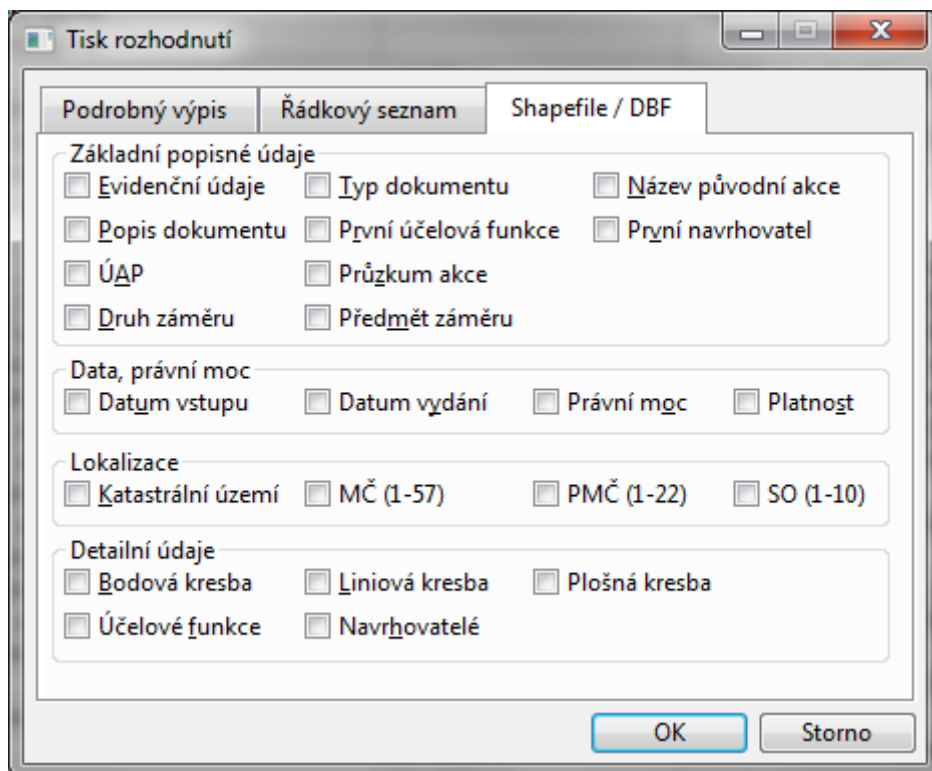 Tisk rozhodnutí
Podrobný výpis Řádkový seznam Shapefile / DBF
Základní popisné údaje
Evidenční údaje Typ dokumentu Název původní akce
Popis dokumentu První účelová funkce První navrhovatel
ÚAP Průzkum akce
Druh záměru Předmět záměru
Data, právní moc
Datum vstupu Datum vydání Právní moc Platnost
Lokalizace
Katastrální území MČ (1-57) PMČ (1-22) SO (1-10)
Detailní údaje
Bodová kresba Liniová kresba Plošná kresba
Účelové funkce Navrhovatelé
OK Storno